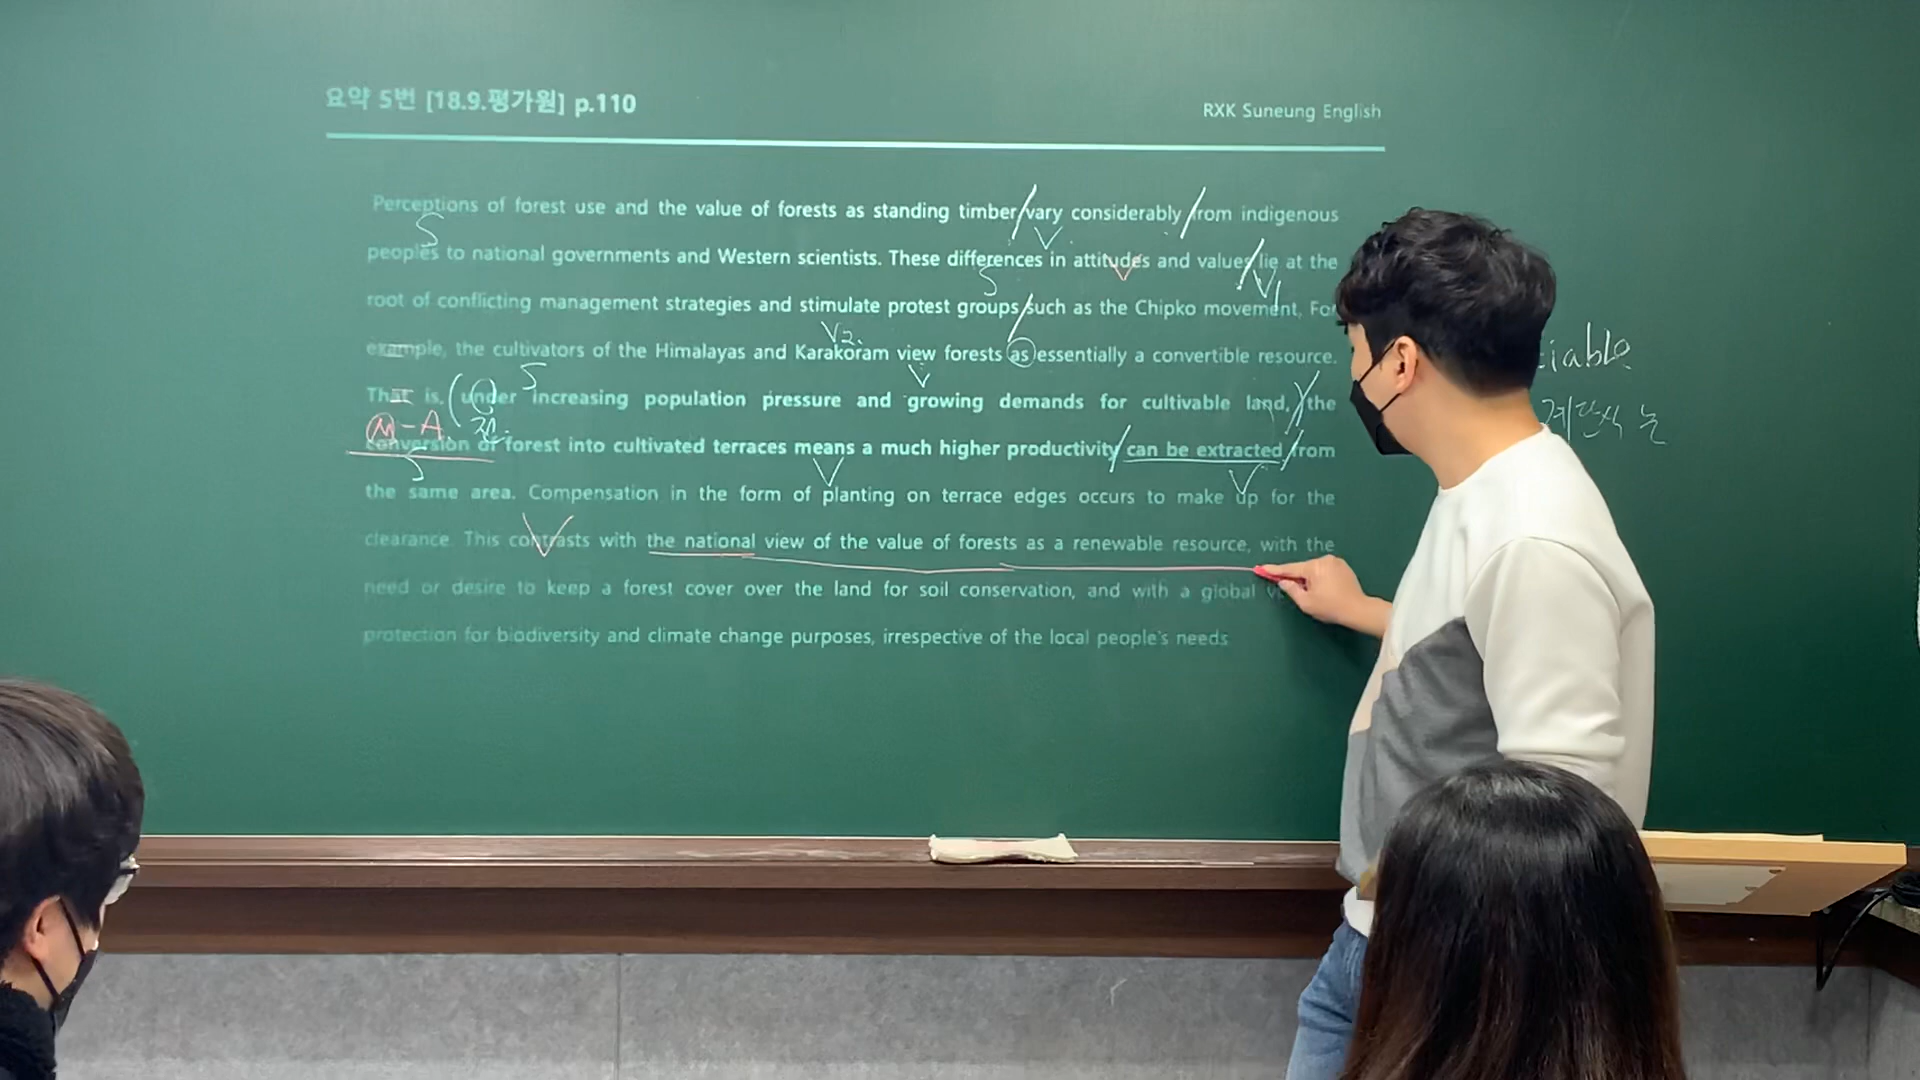 요약 5번 [18.9.평가원] p.110
RXK Suneung English
Perceptions of forest use and the value of forests as standing timber/vary considerably/from indigenous
S
V
peoples to national governments and Western scientists. These differences in attitudes and values/lie at the
S
V
V1
root of conflicting management strategies and stimulate protest groups/such as the Chipko movement. For
V2.
example, the cultivators of the Himalayas and Karakoram view forests as essentially a convertible resource.
S
V
That is, (under increasing population pressure and growing demands for cultivable land,) the
M-A
conversion of forest into cultivated terraces means a much higher productivity/can be extracted/from
S
V
V
the same area. Compensation in the form of planting on terrace edges occurs to make up for the
V
clearance. This contrasts with the national view of the value of forests as a renewable resource, with the
need or desire to keep a forest cover over the land for soil conservation, and with a global
protection for biodiversity and climate change purposes, irrespective of the local people's needs
iable
계단식 논